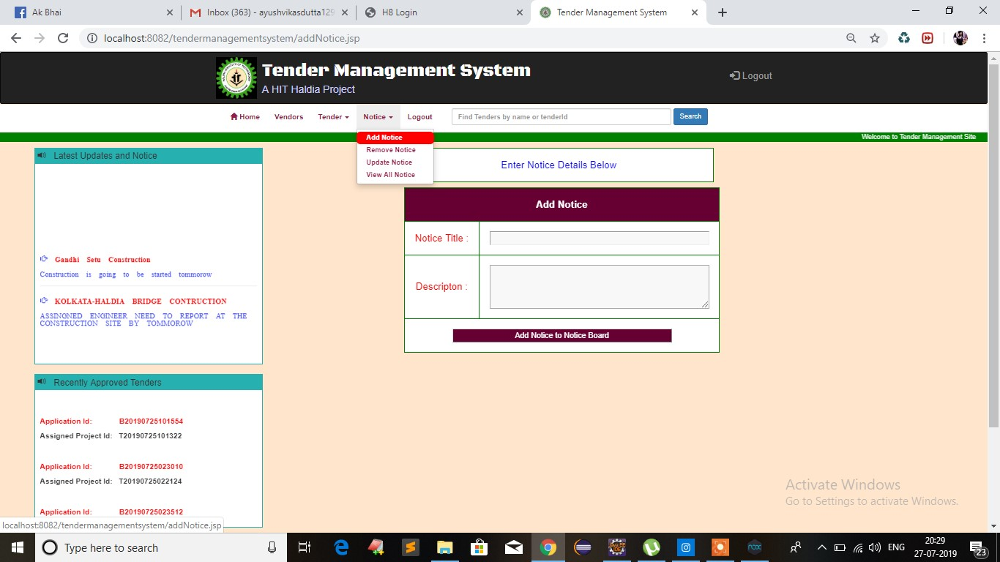 Ak Bhai
Inbox (363) - ayushvikasdutta129
H8 Login
Tender Management System
localhost:8082/tendermanagementsystem/addNotice.jsp
Tender Management System
A HIT Haldia Project
Logout
Home Vendors Tender Notice Logout Find Tenders by name or tenderId Search
Welcome to Tender Management Site
Add Notice
Remove Notice
Update Notice
View All Notice
Latest Updates and Notice
Gandhi Setu Construction
Construction is going to be started tommorow
KOLKATA-HALDIA BRIDGE CONTRUCTION
ASSINGNED ENGINEER NEED TO REPORT AT THE
CONSTRUCTION SITE BY TOMMOROW
Recently Approved Tenders
Application Id: B20190725101554
Assigned Project Id: T20190725101322
Application Id: B20190725023010
Assigned Project Id: T20190725022124
Application Id: B20190725023512
Enter Notice Details Below
Add Notice
Notice Title :
Descripton :
Add Notice to Notice Board
Activate Windows
Go to Settings to activate Windows.
localhost:8082/tendermanagementsystem/addNotice.jsp
Type here to search
ENG
20:29
27-07-2019
23